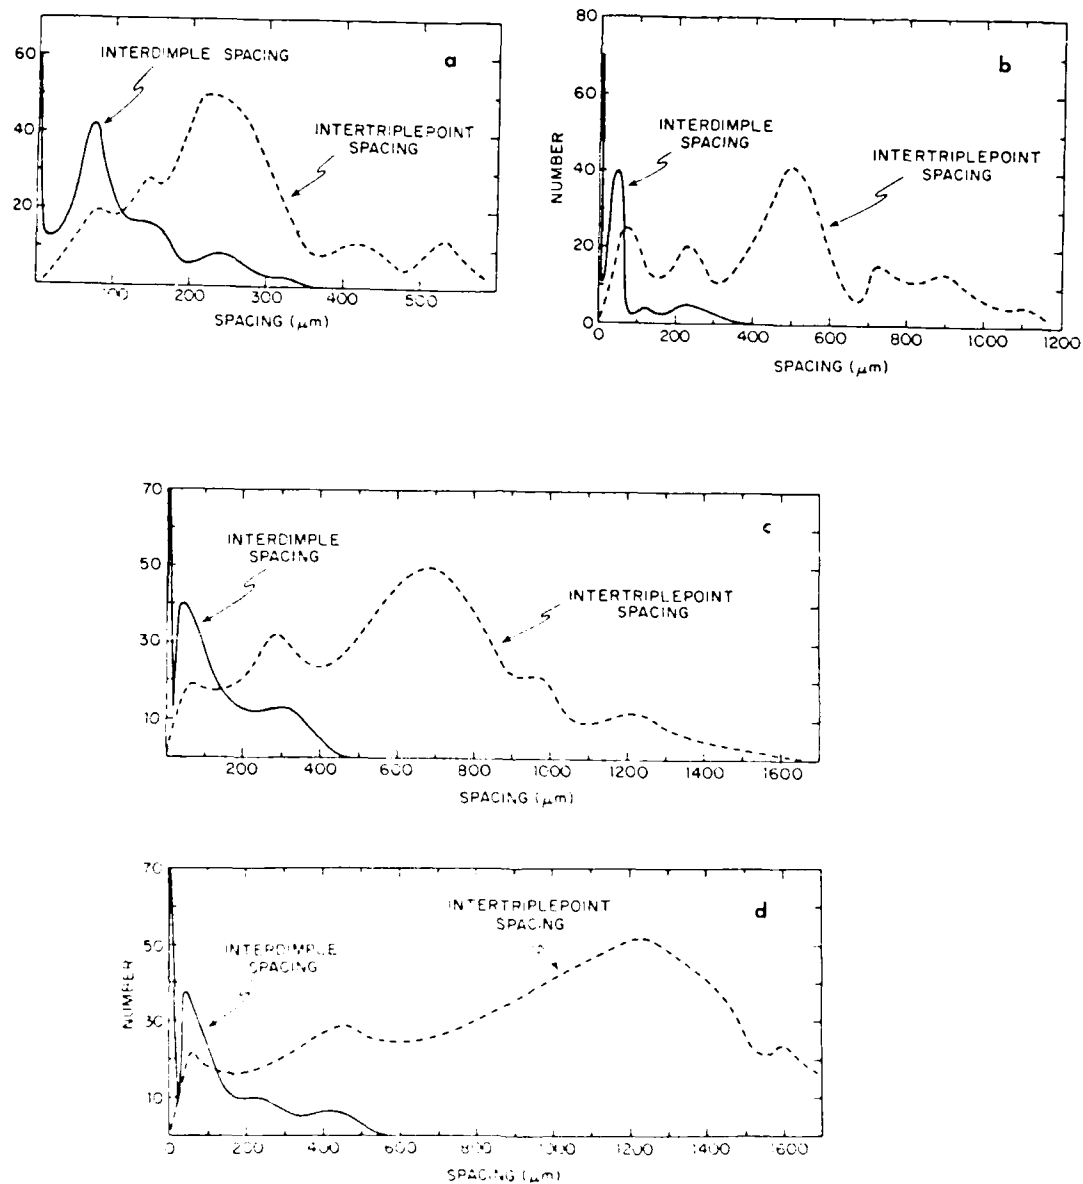 60
40
20
INTERDIMPLE SPACING
a
INTERTRIPLEPOINT
SPACING
100
200
300
400
500
SPACING (μm)
80
60
40
20
0
NUMBER
b
INTERDIMPLE
SPACING
INTERTRIPLEPOINT
SPACING
0
200
400
600
800
1000
1200
SPACING (μm)
70
50
30
10
c
INTERDIMPLE
SPACING
INTERTRIPLEPOINT
SPACING
200
400
600
800
1000
1200
1400
1600
SPACING (μm)
70
50
30
10
NUMBER
INTERTRIPLEPOINT
SPACING
d
INTERDIMPLE
SPACING
0
200
400
600
800
1000
1200
1400
1600
SPACING (μm)